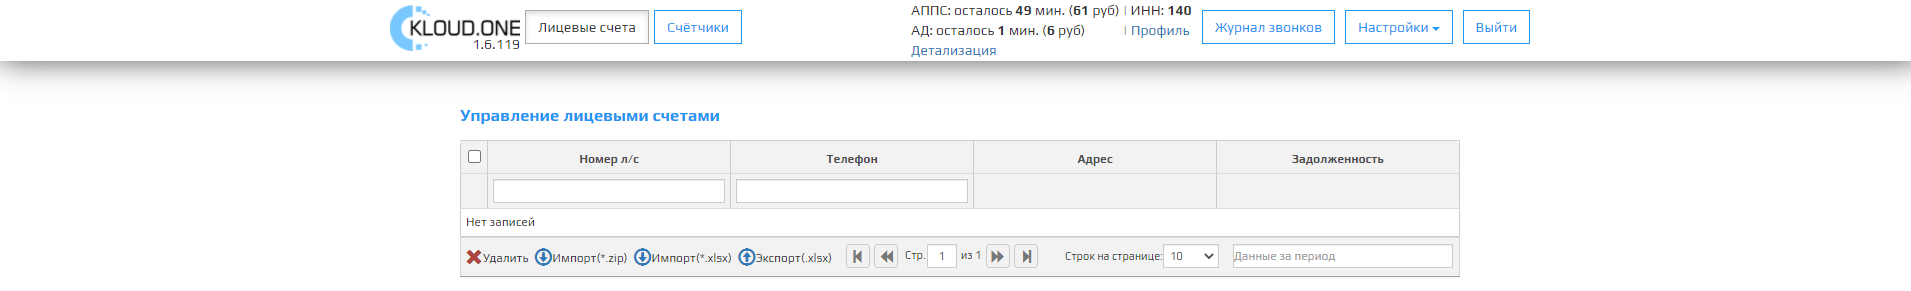 KLOUD.ONE
1.6.119
Лицевые счета
Счётчики
АППС: осталось 49 мин. (61 руб) | ИНН: 140
АД: осталось 1 мин. (6 руб) | Профиль
Детализация
Журнал звонков
Настройки
Выйти
Управление лицевыми счетами
Номер л/с Телефон Адрес Задолженность
Нет записей
Удалить Импорт(*.zip) Импорт(*.xlsx) Экспорт(.xlsx) Стр. 1 из 1 Строк на странице: 10 Данные за период